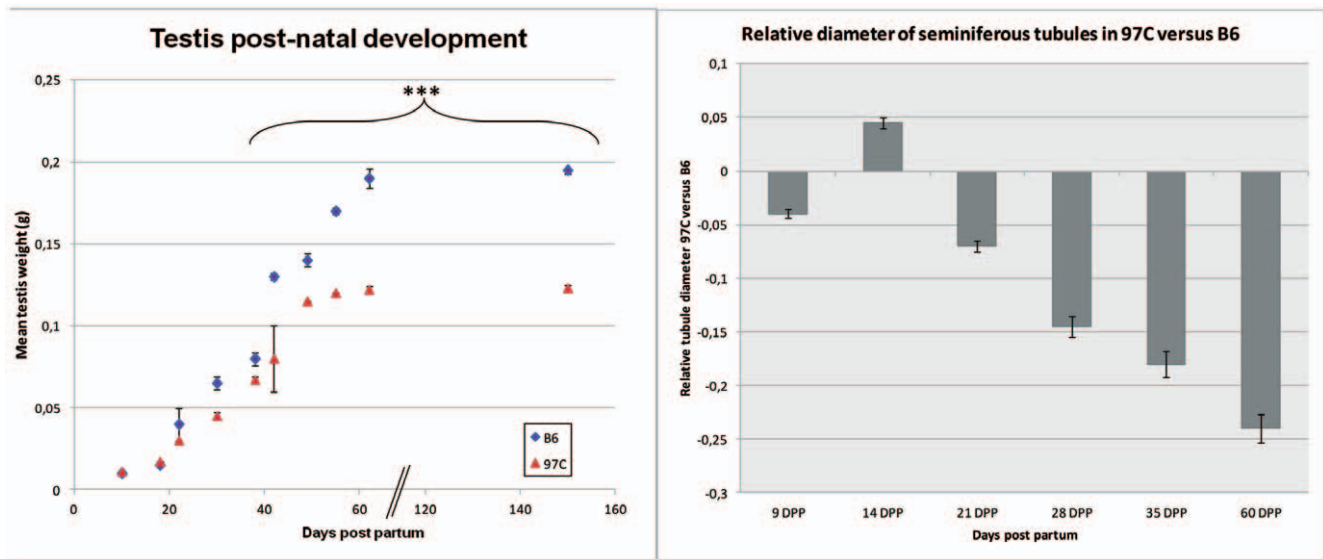 Testis post-natal development
0,25
0,2
0,15
0,1
0,05
0
Mean testis weight (g)
***
B6
97C
0 20 40 60 120 140 160
Days post partum
Relative diameter of seminiferous tubules in 97C versus B6
0,1
0,05
0
-0,05
-0,1
-0,15
-0,2
-0,25
-0,3
Relative tubule diameter 97C versus B6
9 DPP 14 DPP 21 DPP 28 DPP 35 DPP 60 DPP
Days post partum